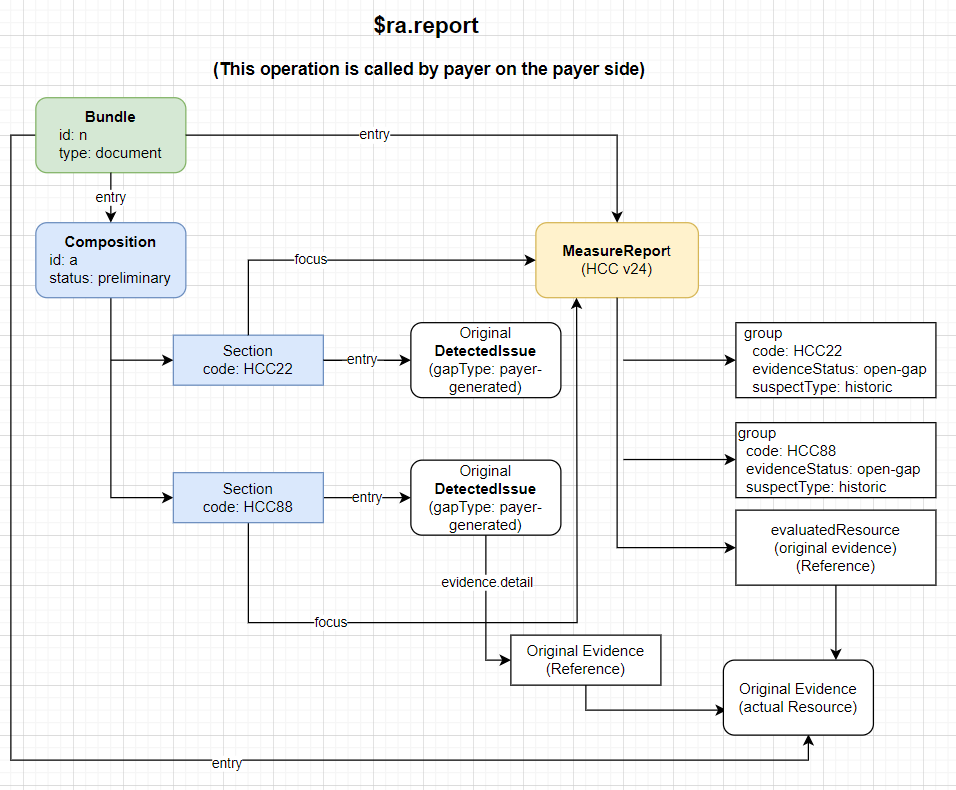 $ra.report
(This operation is called by payer on the payer side)
Bundle
id: n
type: document
entry
entry
Composition
id: a
status: preliminary
focus
MeasureReport
(HCC v24)
Section
code: HCC22
entry
Original
DetectedIssue
(gapType: payer-
generated)
group
code: HCC22
evidenceStatus: open-gap
suspectType: historic
group
code: HCC88
evidenceStatus: open-gap
suspectType: historic
Section
code: HCC88
entry
Original
DetectedIssue
(gapType: payer-
generated)
evaluatedResource
(original evidence)
(Reference)
evidence.detail
focus
Original Evidence
(Reference)
Original Evidence
(actual Resource)
entry